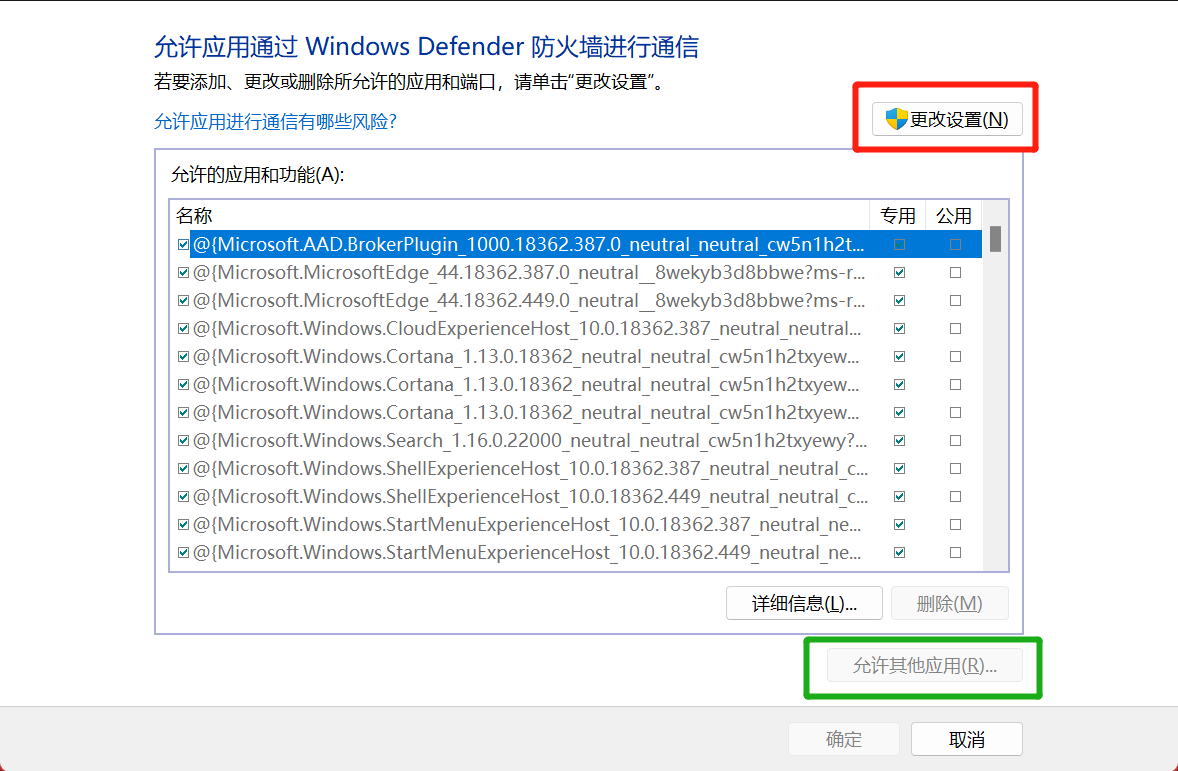 允许应用通过 Windows Defender 防火墙进行通信
若要添加、更改或删除所允许的应用和端口，请单击“更改设置”。
允许应用进行通信有哪些风险?
更改设置(N)
允许的应用和功能(A):
名称 专用 公用
@{Microsoft.AAD.BrokerPlugin_1000.18362.387.0_neutral_neutral_cw5n1h2t...
@{Microsoft.MicrosoftEdge_44.18362.387.0_neutral__8wekyb3d8bbwe?ms-r...
@{Microsoft.MicrosoftEdge_44.18362.449.0_neutral__8wekyb3d8bbwe?ms-r...
@{Microsoft.Windows.CloudExperienceHost_10.0.18362.387_neutral_neutral...
@{Microsoft.Windows.Cortana_1.13.0.18362_neutral_neutral_cw5n1h2txyew...
@{Microsoft.Windows.Cortana_1.13.0.18362_neutral_neutral_cw5n1h2txyew...
@{Microsoft.Windows.Cortana_1.13.0.18362_neutral_neutral_cw5n1h2txyew...
@{Microsoft.Windows.Search_1.16.0.22000_neutral_neutral_cw5n1h2txyewy?...
@{Microsoft.Windows.ShellExperienceHost_10.0.18362.387_neutral_neutral_c...
@{Microsoft.Windows.ShellExperienceHost_10.0.18362.449_neutral_neutral_c...
@{Microsoft.Windows.StartMenuExperienceHost_10.0.18362.387_neutral_ne...
@{Microsoft.Windows.StartMenuExperienceHost_10.0.18362.449_neutral_ne...
详细信息(L)... 删除(M)
允许其他应用(R)...
确定 取消